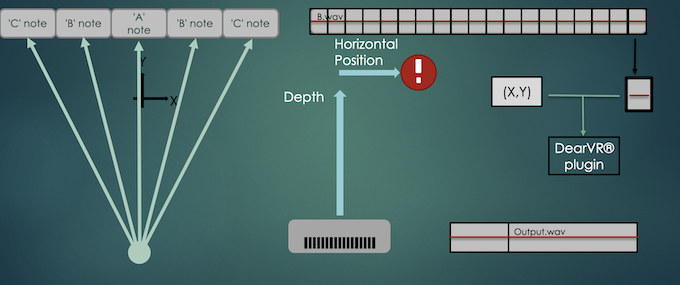 'C' note
'B' note
'A'
note
'B' note
'C' note
Y
X
B.wav
Horizontal
Position
Depth
(X,Y)
DearVR®
plugin
Output.wav